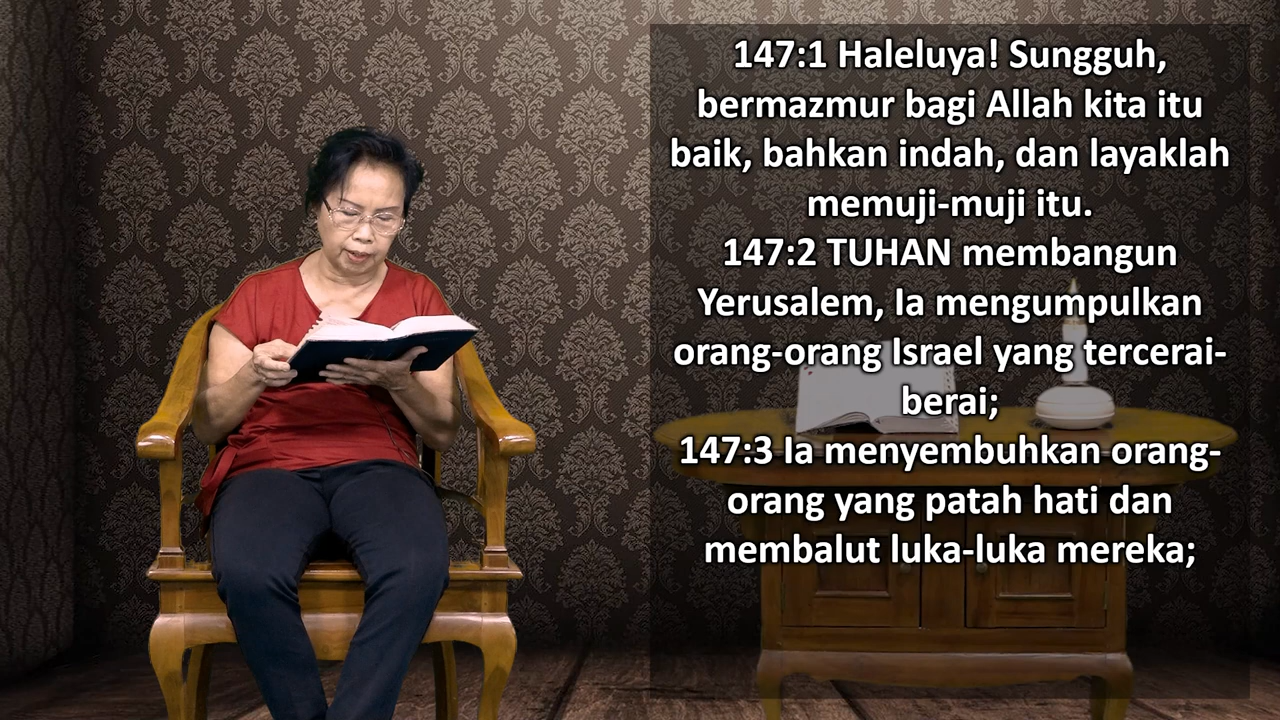 147:1 Haleluya! Sungguh,
bermazmur bagi Allah kita itu
baik, bahkan indah, dan layaklah
memuji-muji itu.
147:2 TUHAN membangun
Yerusalem, Ia mengumpulkan
orang-orang Israel yang tercerai-
berai;
147:3 Ia menyembuhkan orang-
orang yang patah hati dan
membalut luka-luka mereka;